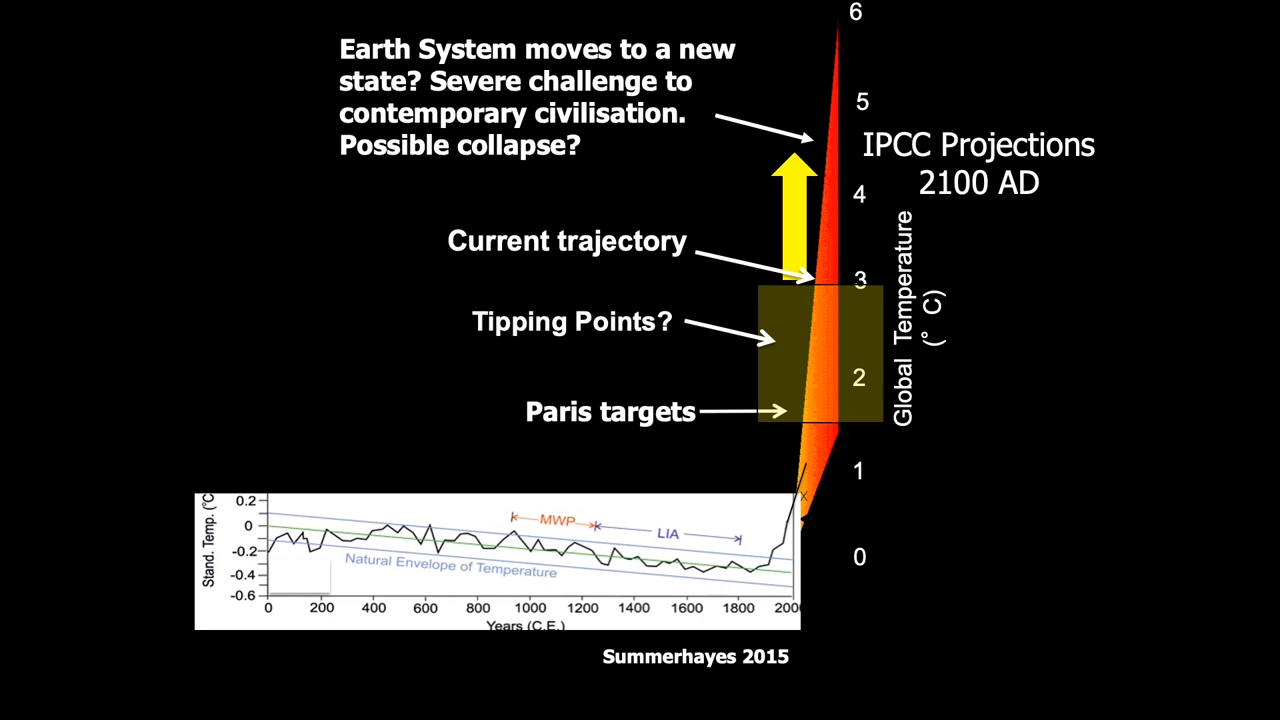 6
Earth System moves to a new
state? Severe challenge to
contemporary civilisation.
Possible collapse?
5
IPCC Projections
2100 AD
4
Current trajectory
3
Global Temperature
(° C)
Tipping Points?
2
Paris targets
1
0
Stand. Temp. (°C
0.2
0
-0.2
-0.4
-0.6
MWP
LIA
Natural Envelope of Temperature
0 200 400 600 800 1000 1200 1400 1600 1800 2000
Years (C.E.)
Summerhayes 2015